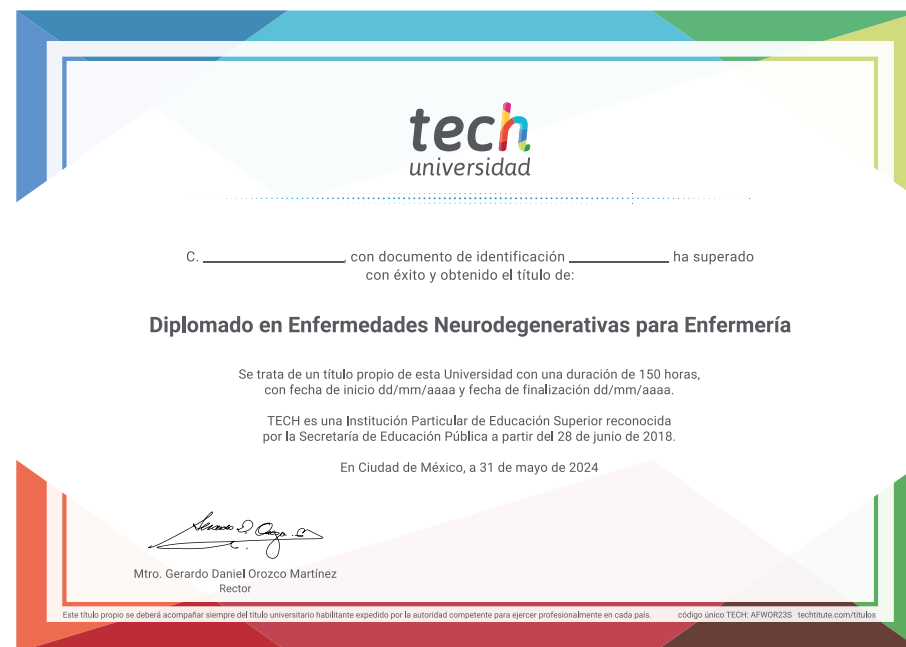 tech
universidad
C. ____________, con documento de identificación ____________ ha superado
con éxito y obtenido el título de:
Diplomado en Enfermedades Neurodegenerativas para Enfermería
Se trata de un título propio de esta Universidad con una duración de 150 horas,
con fecha de inicio dd/mm/aaaa y fecha de finalización dd/mm/aaaa.
TECH es una Institución Particular de Educación Superior reconocida
por la Secretaría de Educación Pública a partir del 28 de junio de 2018.
En Ciudad de México, a 31 de mayo de 2024
Mtro. Gerardo Daniel Orozco Martínez
Rector
Este título propio se deberá acompañar siempre del título universitario habilitante expedido por la autoridad competente para ejercer profesionalmente en cada país. código único TECH: AFWOR23S techtitute.com/titulos